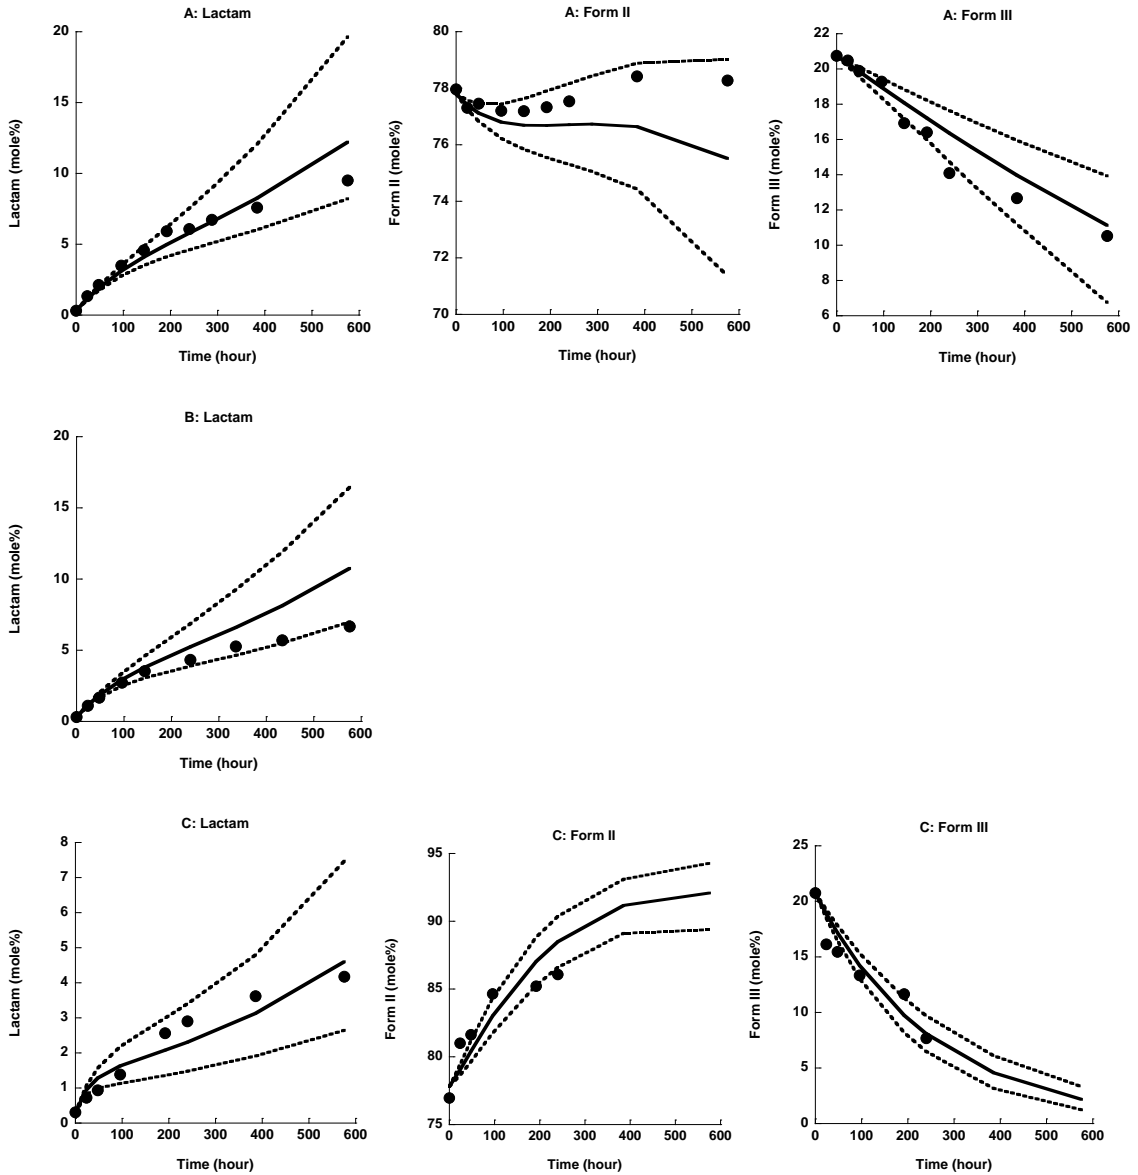 A: Lactam
20
15
10
5
0
0 100 200 300 400 500 600
Lactam (mole%)
Time (hour)
A: Form II
80
78
76
74
72
70
0 100 200 300 400 500 600
Form II (mole%)
Time (hour)
A: Form III
22
20
18
16
14
12
10
8
6
0 100 200 300 400 500 600
Form III (mole%)
Time (hour)
B: Lactam
20
15
10
5
0
0 100 200 300 400 500 600
Lactam (mole%)
Time (hour)
C: Lactam
8
7
6
5
4
3
2
1
0
0 100 200 300 400 500 600
Lactam (mole%)
Time (hour)
C: Form II
95
90
85
80
75
0 100 200 300 400 500 600
Form II (mole%)
Time (hour)
C: Form III
25
20
15
10
5
0
0 100 200 300 400 500 600
Form III (mole%)
Time (hour)